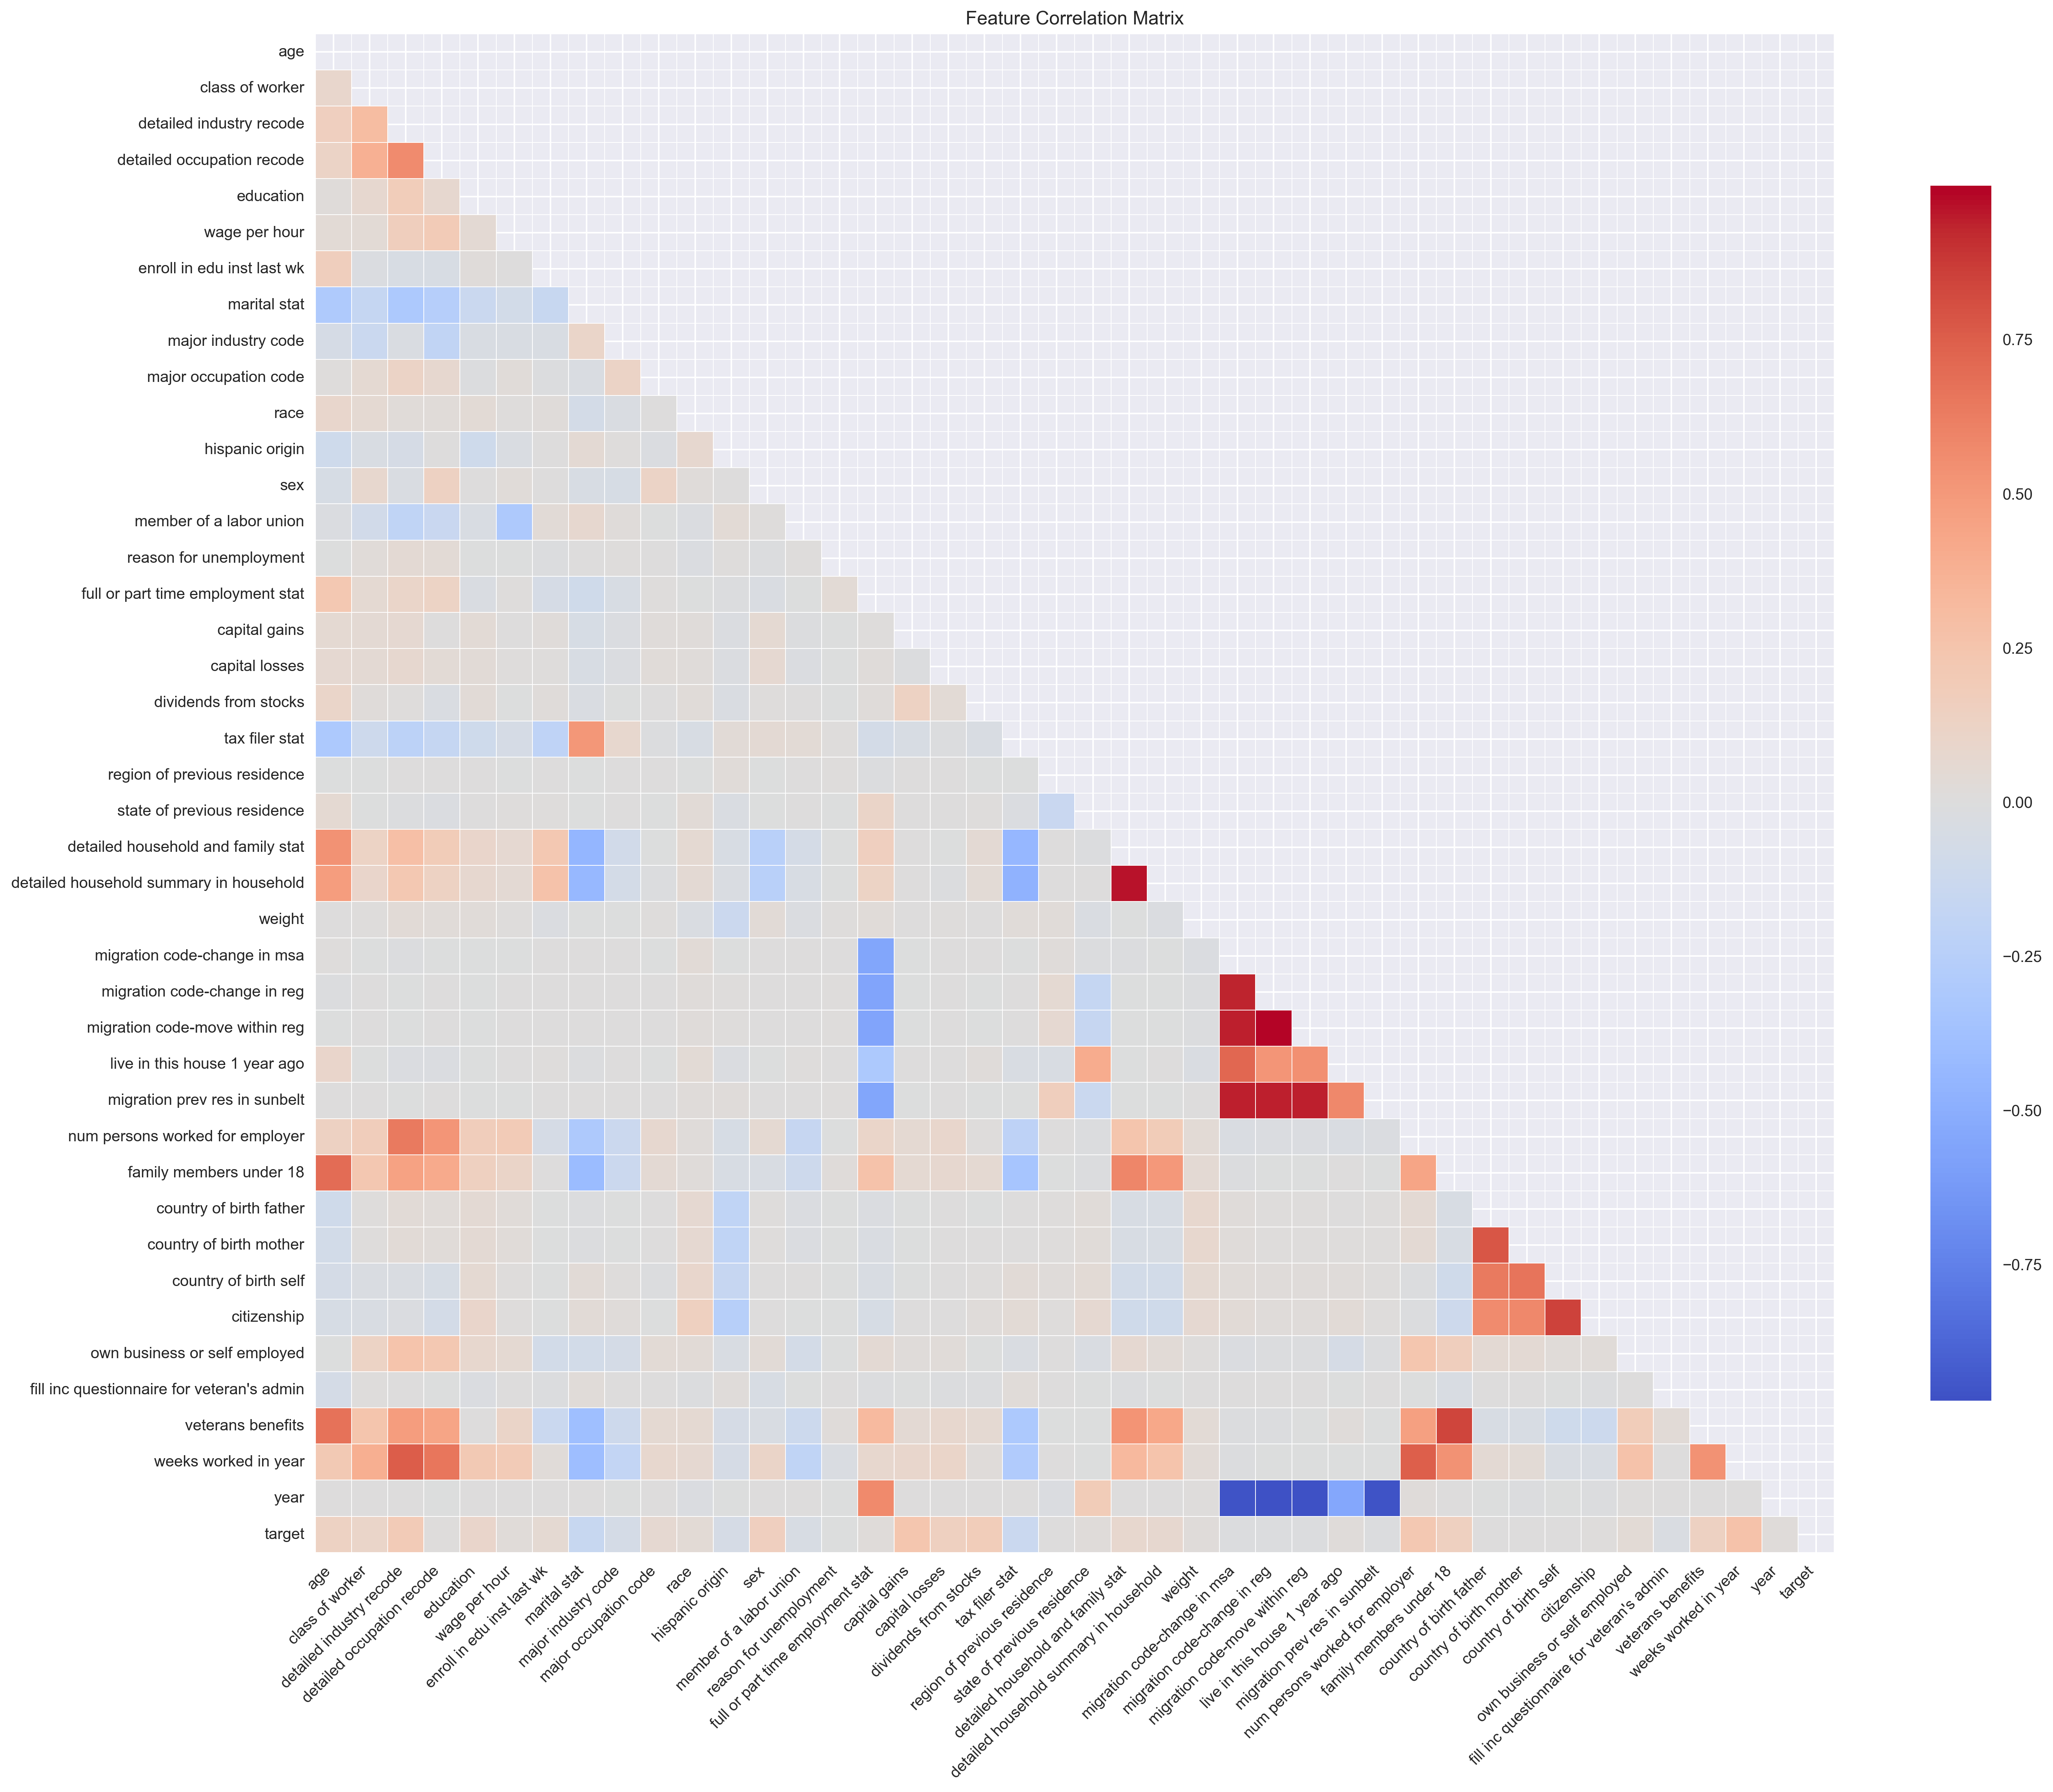 Feature Correlation Matrix
age
class of worker
detailed industry recode
detailed occupation recode
education
wage per hour
enroll in edu inst last wk
marital stat
major industry code
major occupation code
race
hispanic origin
sex
member of a labor union
reason for unemployment
full or part time employment stat
capital gains
capital losses
dividends from stocks
tax filer stat
region of previous residence
state of previous residence
detailed household and family stat
detailed household summary in household
weight
migration code-change in msa
migration code-change in reg
migration code-move within reg
live in this house 1 year ago
migration prev res in sunbelt
num persons worked for employer
family members under 18
country of birth father
country of birth mother
country of birth self
citizenship
own business or self employed
fill inc questionnaire for veteran's admin
veterans benefits
weeks worked in year
year
target
age
class of worker
detailed industry recode
detailed occupation recode
education
wage per hour
enroll in edu inst last wk
marital stat
major industry code
major occupation code
race
hispanic origin
sex
member of a labor union
reason for unemployment
full or part time employment stat
capital gains
capital losses
dividends from stocks
tax filer stat
region of previous residence
state of previous residence
detailed household and family stat
detailed household summary in household
weight
migration code-change in msa
migration code-change in reg
migration code-move within reg
live in this house 1 year ago
migration prev res in sunbelt
num persons worked for employer
family members under 18
country of birth father
country of birth mother
country of birth self
citizenship
own business or self employed
fill inc questionnaire for veteran's admin
veterans benefits
weeks worked in year
year
target
0.75
0.50
0.25
0.00
−0.25
−0.50
−0.75